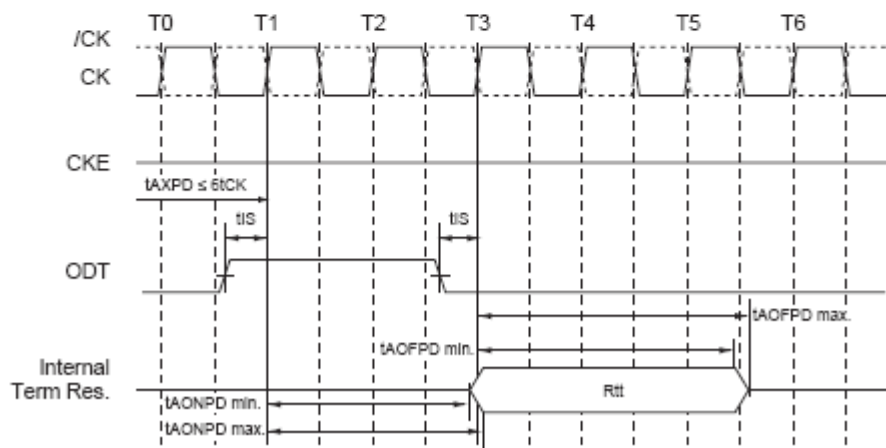 T0 T1 T2 T3 T4 T5 T6
/CK
CK
CKE
tAXPD ≤ 6tCK
tIS tIS
ODT
tAOFPD max.
tAOFPD min.
Internal
Term Res.
Rtt
tAONPD min.
tAONPD max.